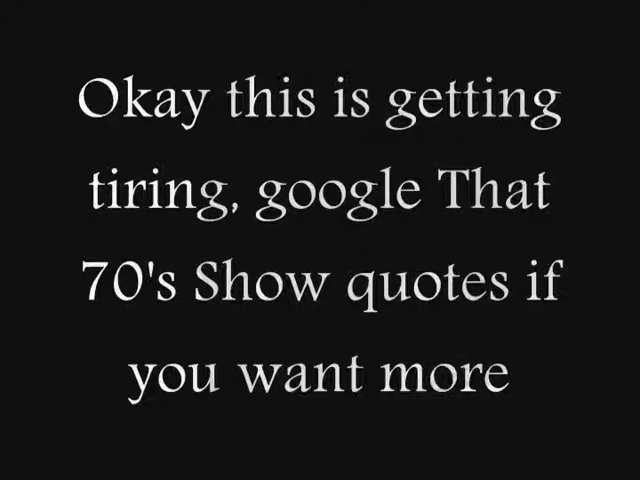 Okay this is getting
tiring, google That
70's Show quotes if
you want more